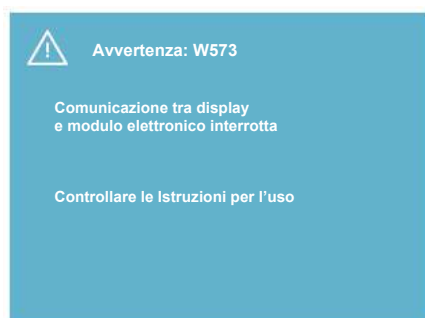 Avvertenza: W573
Comunicazione tra display
e modulo elettronico interrotta
Controllare le Istruzioni per l'uso